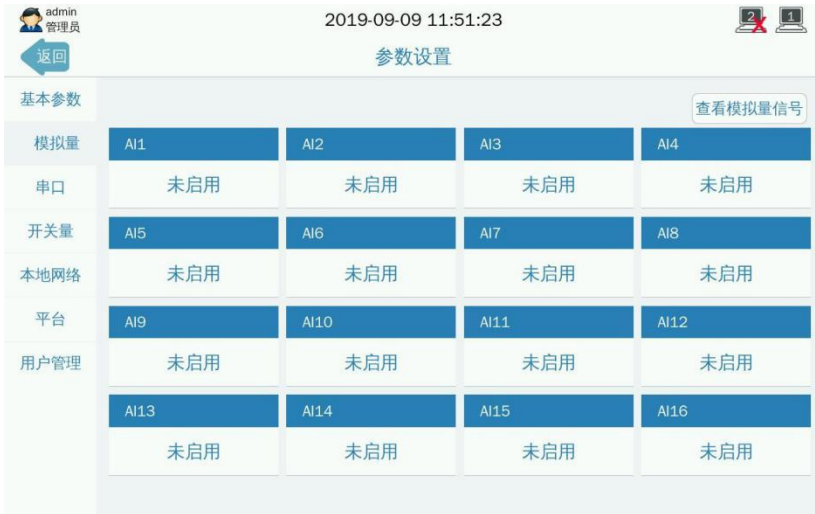 admin
管理员
2019-09-09 11:51:23
2
1
返回
参数设置
基本参数
模拟量
串口
开关量
本地网络
平台
用户管理
查看模拟量信号
AI1
AI2
AI3
AI4
未启用
未启用
未启用
未启用
AI5
AI6
AI7
AI8
未启用
未启用
未启用
未启用
AI9
AI10
AI11
AI12
未启用
未启用
未启用
未启用
AI13
AI14
AI15
AI16
未启用
未启用
未启用
未启用